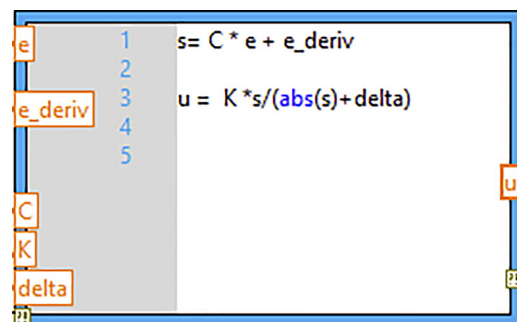 e
1 s= C * e + e_deriv
2
e_deriv
3 u = K *s/(abs(s)+delta)
4
5
u
C
K
delta